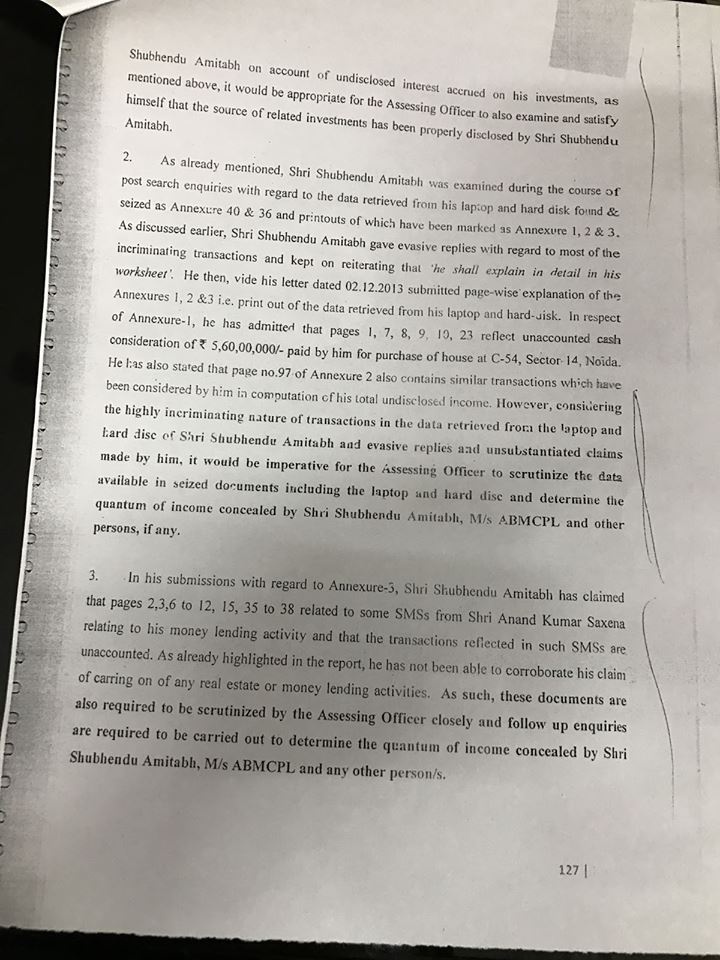 Shubhendu Amitabh on account of undisclosed interest accrued on his investments, as
mentioned above, it would be appropriate for the Assessing Officer to also examine and satisfy
himself that the source of related investments has been properly disclosed by Shri Shubhendu
Amitabh.
2. As already mentioned, Shri Shubhendu Amitabh was examined during the course of
post search enquiries with regard to the data retrieved from his laptop and hard disk found &
seized as Annexure 40 & 36 and printouts of which have been marked as Annexure 1, 2 & 3.
As discussed earlier, Shri Shubhendu Amitabh gave evasive replies with regard to most of the
incriminating transactions and kept on reiterating that 'he shall explain in detail in his
worksheet'. He then, vide his letter dated 02.12.2013 submitted page-wise explanation of the
Annexures 1, 2 &3 i.e. print out of the data retrieved from his laptop and hard-disk. In respect
of Annexure-1, he has admitted that pages 1, 7, 8, 9, 10, 23 reflect unaccounted cash
consideration of ₹ 5,60,00,000/- paid by him for purchase of house at C-54, Sector-14, Noida.
He has also stated that page no.97 of Annexure 2 also contains similar transactions which have
been considered by him in computation of his total undisclosed income. However, considering
the highly incriminating nature of transactions in the data retrieved from the laptop and
hard disc of Shri Shubhendu Amitabh and evasive replies and unsubstantiated claims
made by him, it would be imperative for the Assessing Officer to scrutinize the data
available in seized documents including the laptop and hard disc and determine the
quantum of income concealed by Shri Shubhendu Amitabh, M/s ABMCPL and other
persons, if any.
3. In his submissions with regard to Annexure-3, Shri Shubhendu Amitabh has claimed
that pages 2,3,6 to 12, 15, 35 to 38 related to some SMSs from Shri Anand Kumar Saxena
relating to his money lending activity and that the transactions reflected in such SMSs are
unaccounted. As already highlighted in the report, he has not been able to corroborate his claim
of carring on of any real estate or money lending activities. As such, these documents are
also required to be scrutinized by the Assessing Officer closely and follow up enquiries
are required to be carried out to determine the quantum of income concealed by Shri
Shubhendu Amitabh, M/s ABMCPL and any other person/s.
127 |